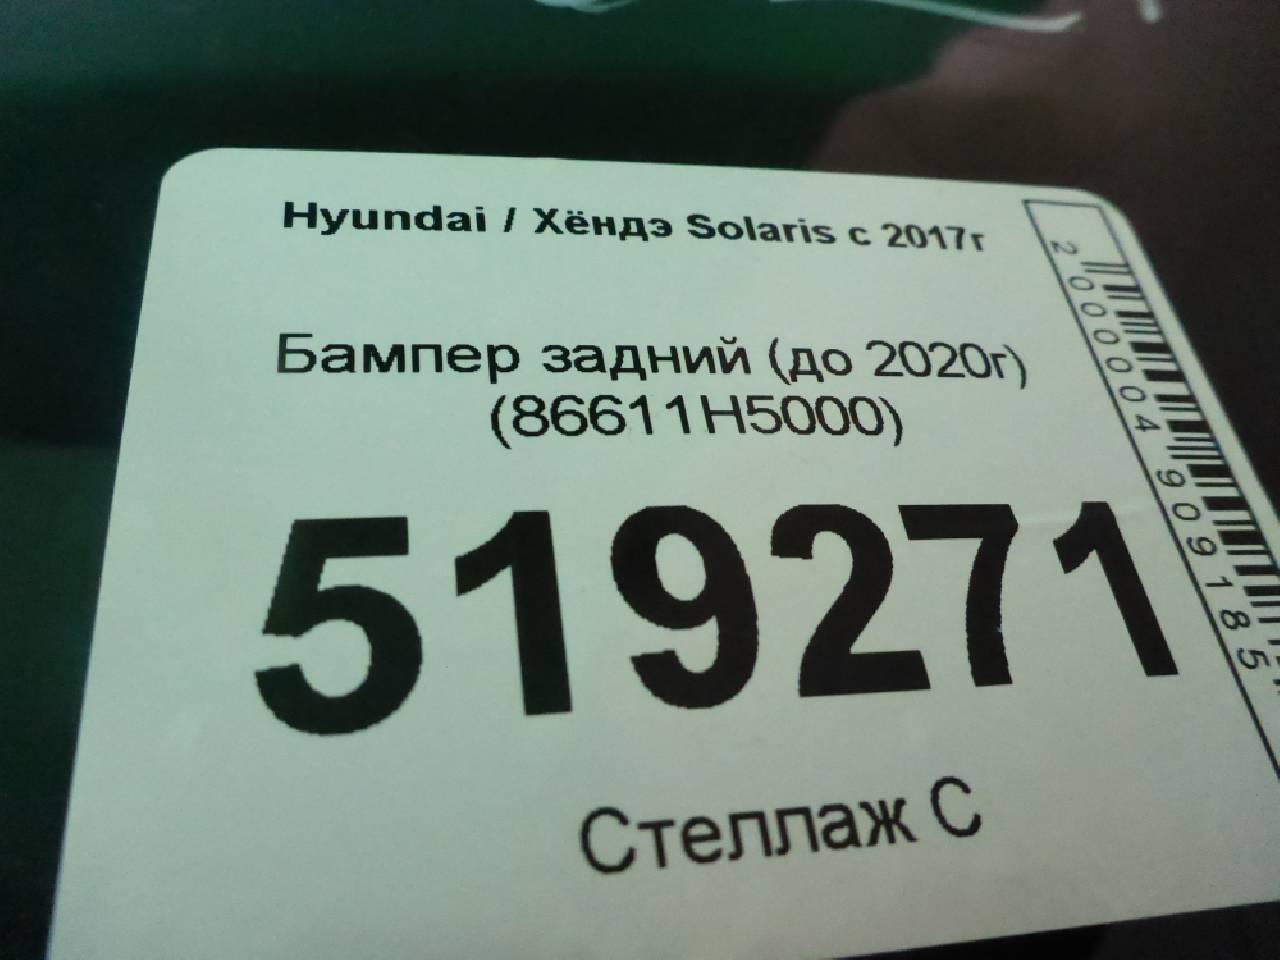 Hyundai / Хёндэ Solaris с 2017г
Бампер задний (до 2020г)
(86611H5000)
519271
Стеллаж С
2000004909185